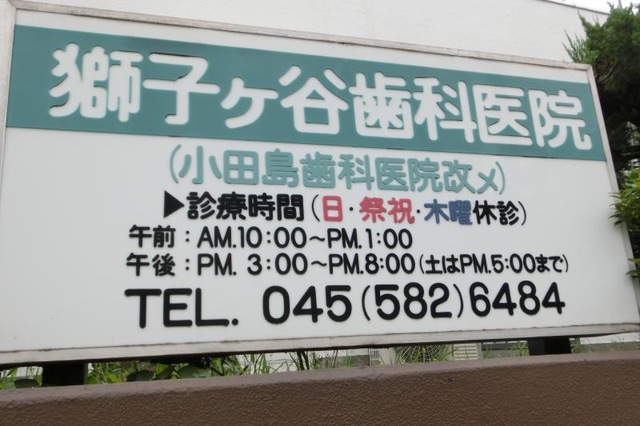 獅子ヶ谷歯科医院
(小田島歯科医院改メ)
▶診療時間(日・祭祝・木曜休診)
午前：AM.10:00～PM.1:00
午後：PM. 3:00～PM.8:00(土はPM.5:00まで)
TEL. 045(582)6484